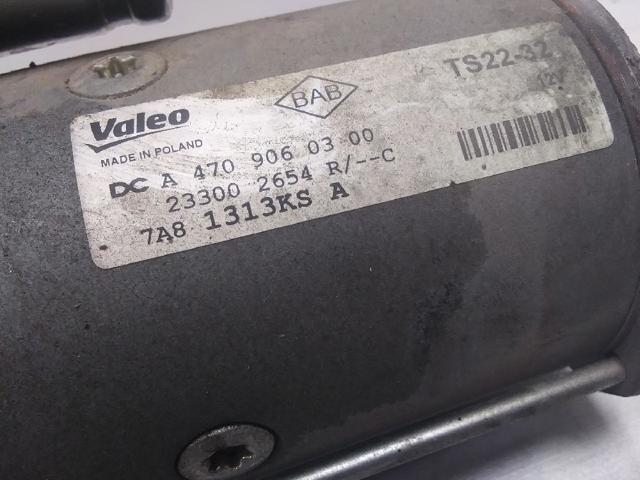 Valeo
MADE IN POLAND
BAB
TS22-32
12V
DC A 470 906 03 00
23300 2654 R/--C
7A8 1313KS A